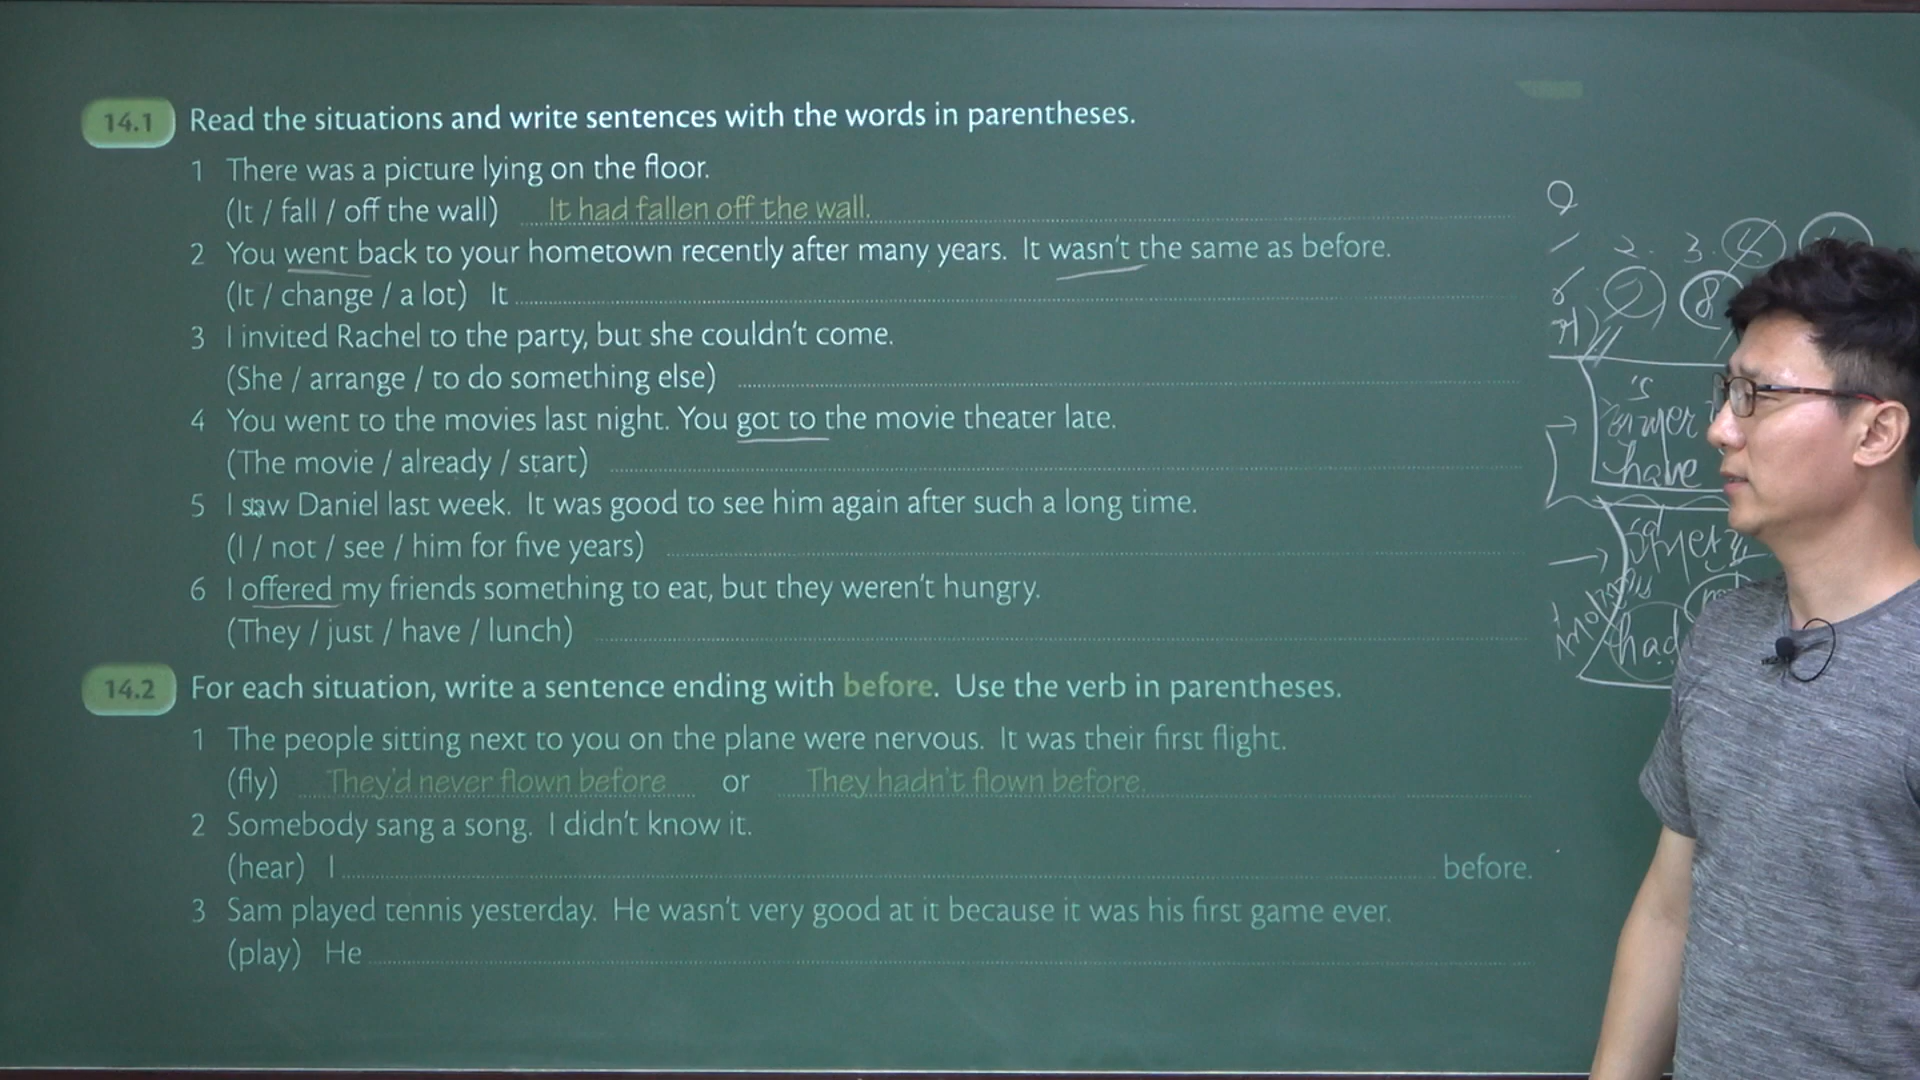 14.1 Read the situations and write sentences with the words in parentheses.
1 There was a picture lying on the floor.
(It / fall / off the wall) It had fallen off the wall.
2 You went back to your hometown recently after many years. It wasn't the same as before.
(It / change / a lot) It
3 I invited Rachel to the party, but she couldn't come.
(She / arrange / to do something else)
4 You went to the movies last night. You got to the movie theater late.
(The movie / already / start)
5 I saw Daniel last week. It was good to see him again after such a long time.
(I / not / see / him for five years)
6 I offered my friends something to eat, but they weren't hungry.
(They / just / have / lunch)
14.2 For each situation, write a sentence ending with before. Use the verb in parentheses.
1 The people sitting next to you on the plane were nervous. It was their first flight.
(fly) They'd never flown before or They hadn't flown before.
2 Somebody sang a song. I didn't know it.
(hear) I before.
3 Sam played tennis yesterday. He wasn't very good at it because it was his first game ever.
(play) He
2. 3. 4
8
's
have
had